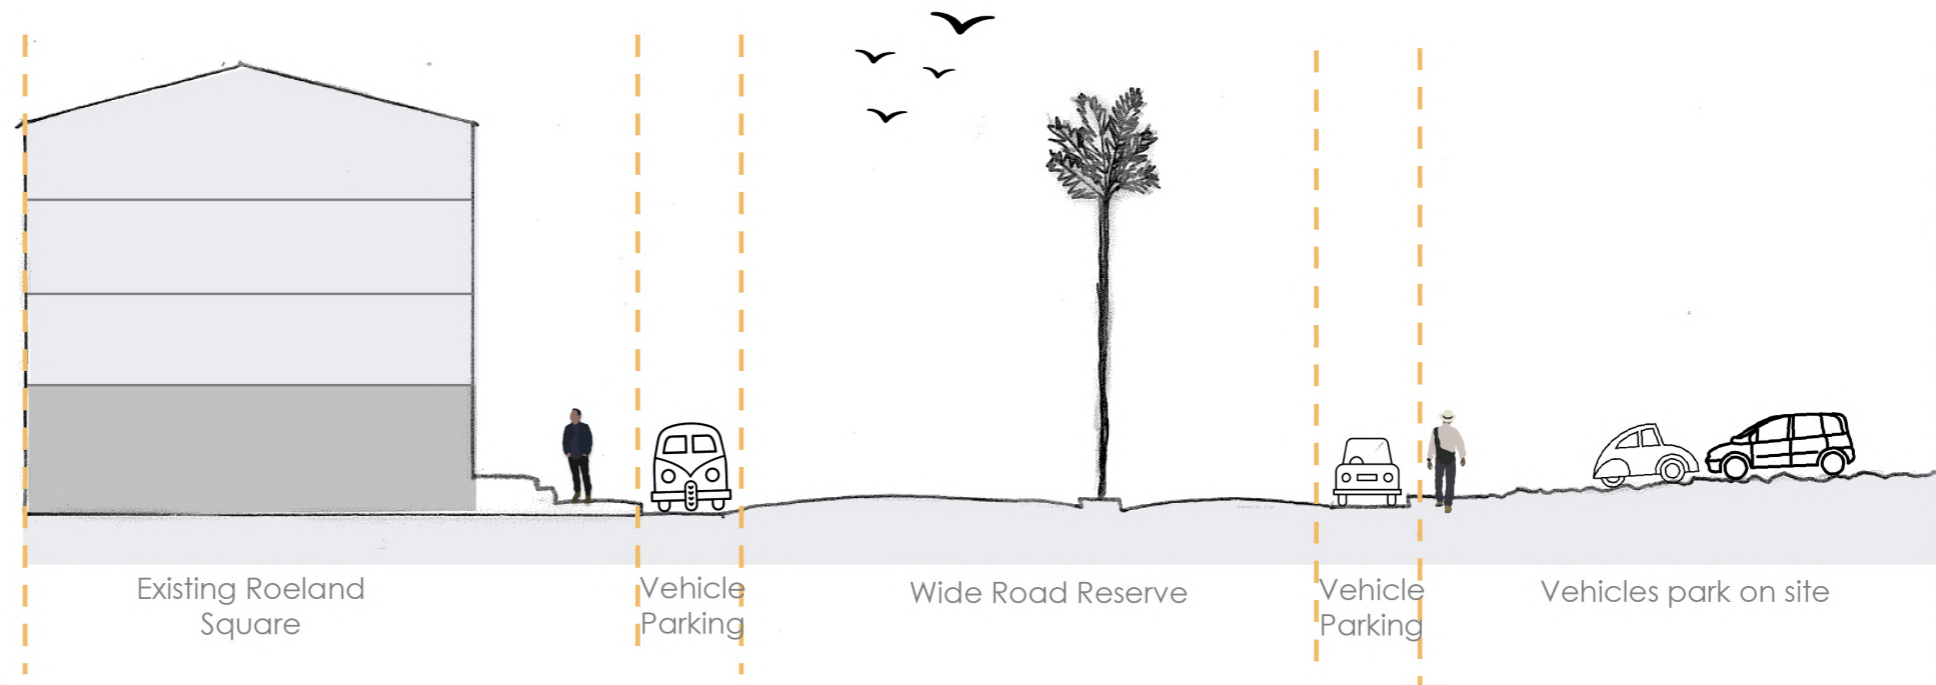 Existing Roeland
Square
Vehicle
Parking
Wide Road Reserve
Vehicle
Parking
Vehicles park on site